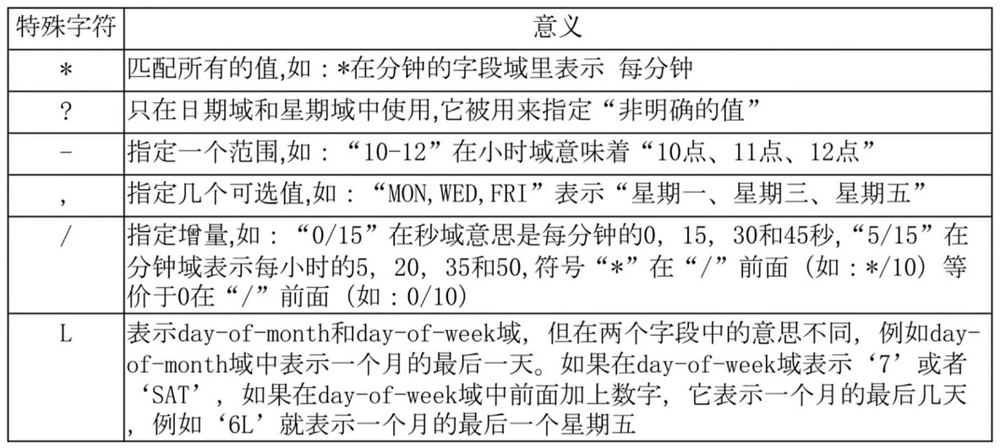 特殊字符 意义
* 匹配所有的值,如：*在分钟的字段域里表示 每分钟
? 只在日期域和星期域中使用,它被用来指定“非明确的值”
- 指定一个范围,如：“10-12”在小时域意味着“10点、11点、12点”
, 指定几个可选值,如：“MON,WED,FRI”表示“星期一、星期三、星期五”
/ 指定增量,如：“0/15”在秒域意思是每分钟的0, 15, 30和45秒,“5/15”在
分钟域表示每小时的5, 20, 35和50,符号“*”在“/”前面（如：*/10）等
价于0在“/”前面（如：0/10）
L 表示day-of-month和day-of-week域, 但在两个字段中的意思不同, 例如day-
of-month域中表示一个月的最后一天。如果在day-of-week域表示‘7’或者
‘SAT’, 如果在day-of-week域中前面加上数字, 它表示一个月的最后几天
, 例如‘6L’就表示一个月的最后一个星期五